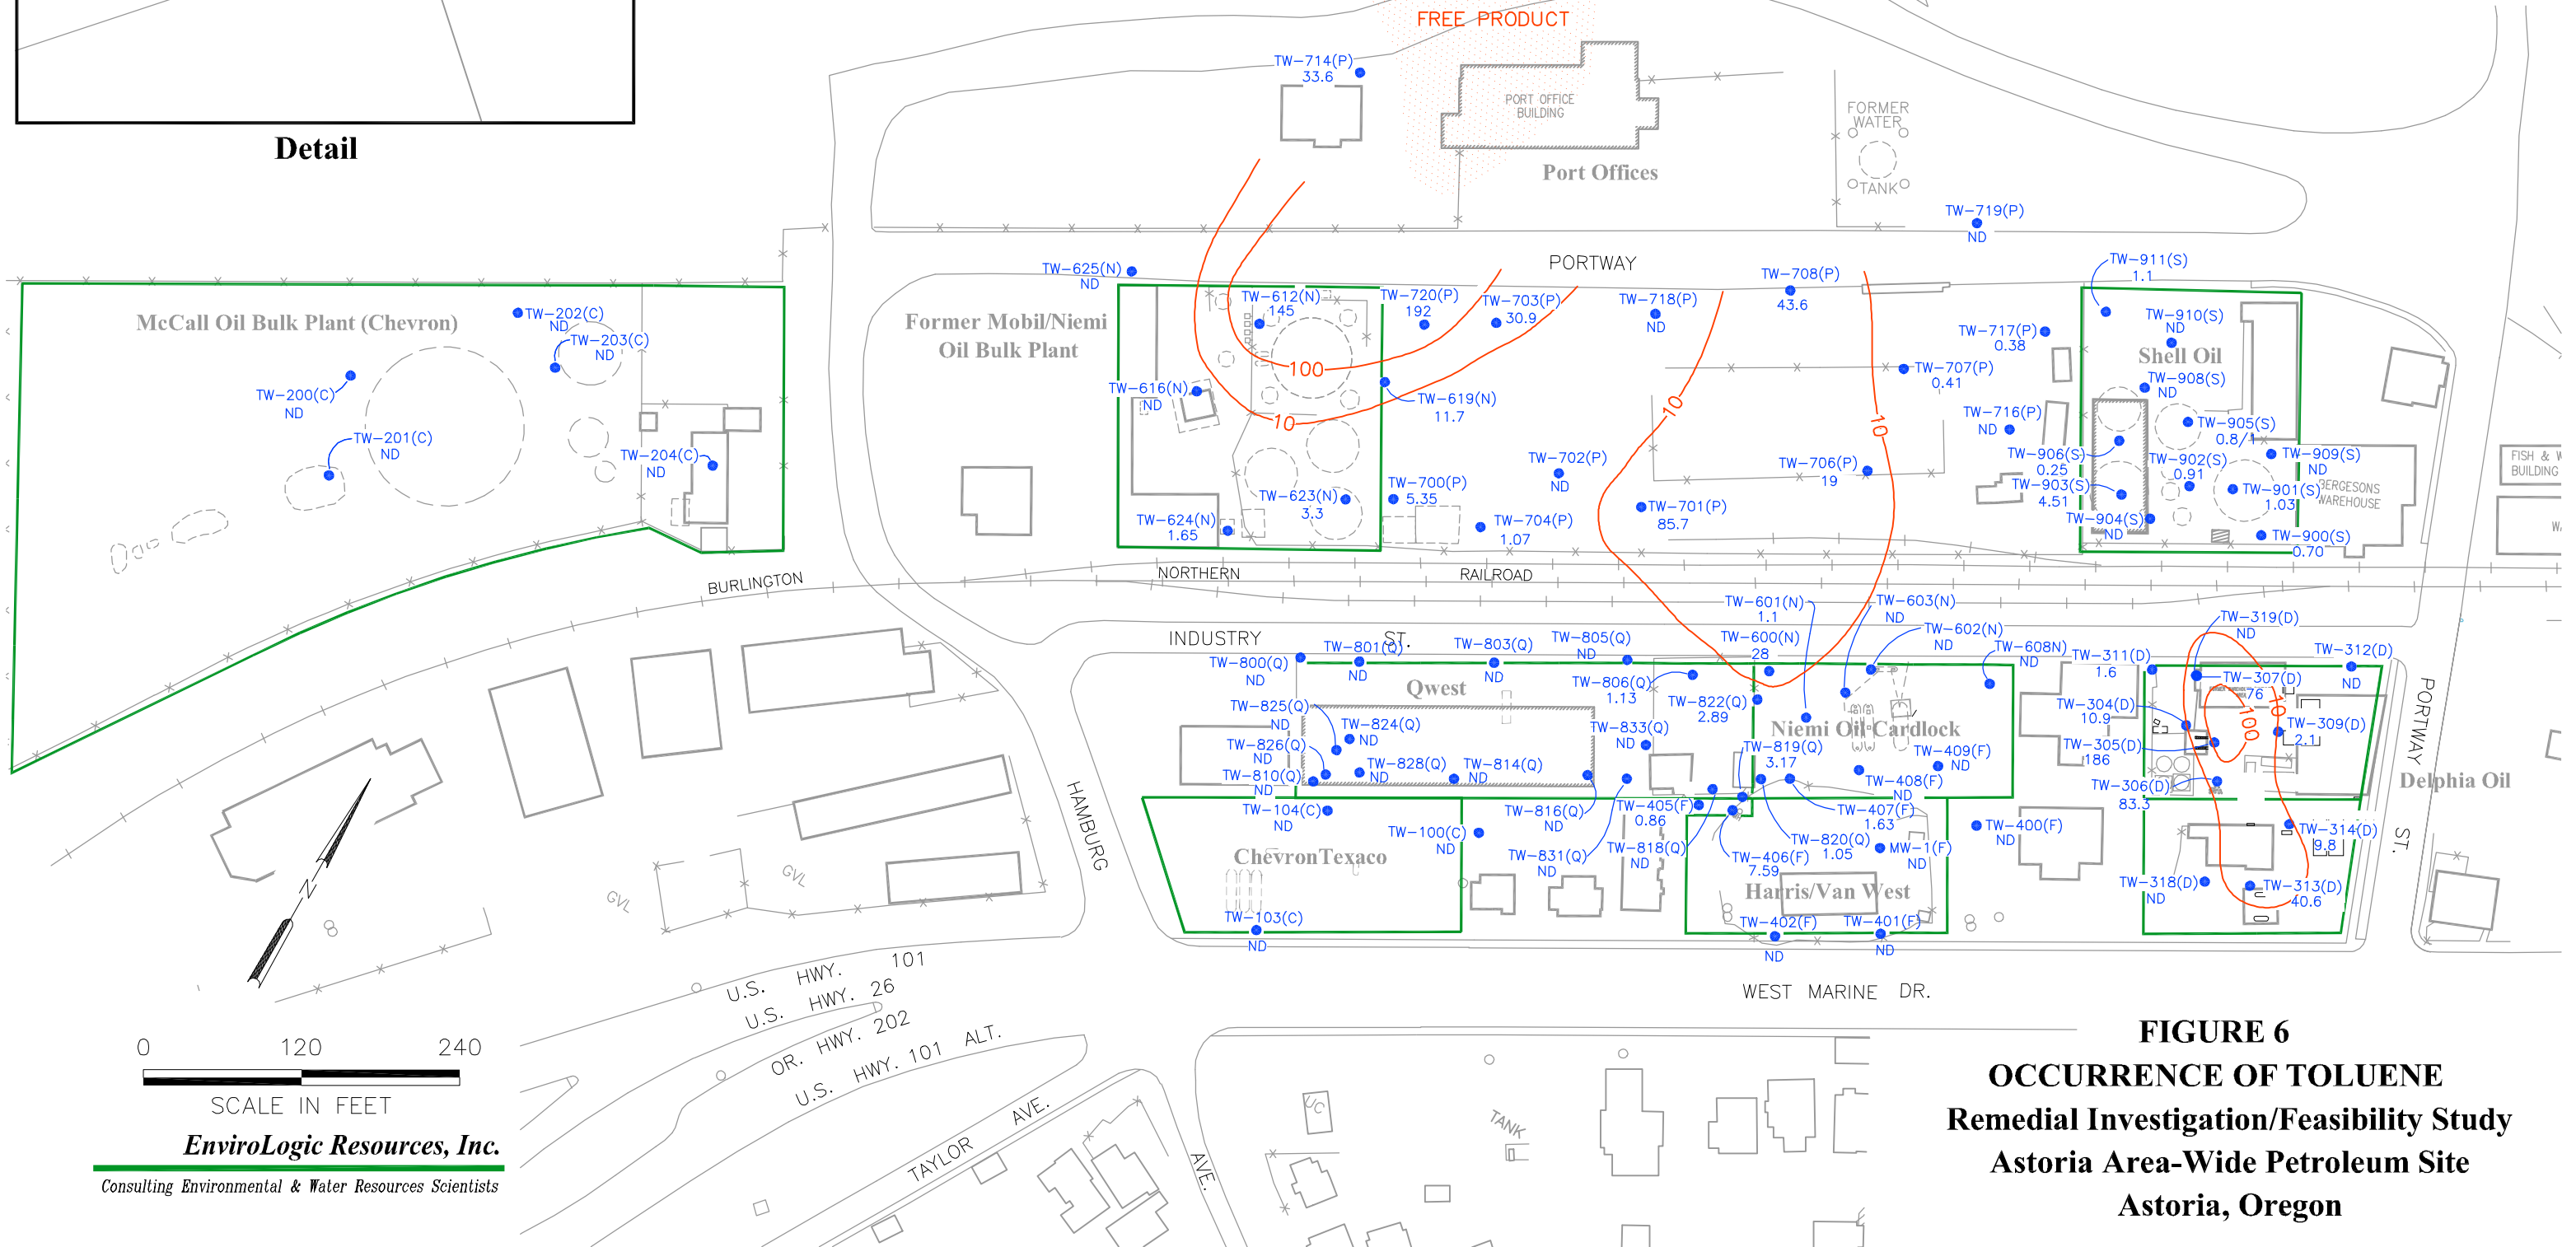 FREE PRODUCT
TW-714(P)
33.6
PORT OFFICE
BUILDING
FORMER
WATER
TANK
Detail
Port Offices
TW-719(P)
ND
PORTWAY
TW-625(N)
ND
TW-708(P)
43.6
TW-911(S)
1.1
TW-612(N)
145
TW-720(P)
192
TW-703(P)
30.9
TW-718(P)
ND
McCall Oil Bulk Plant (Chevron)
TW-202(C)
ND
TW-203(C)
ND
Former Mobil/Niemi
Oil Bulk Plant
TW-717(P)
0.38
TW-910(S)
ND
Shell Oil
TW-200(C)
ND
100
TW-707(P)
0.41
TW-908(S)
ND
TW-616(N)
ND
TW-619(N)
11.7
10
10
10
TW-716(P)
ND
TW-905(S)
TW-201(C)
ND
TW-204(C)
ND
TW-702(P)
ND
TW-706(P)
19
TW-906(S)
0.25
TW-902(S)
0.91
TW-909(S)
ND
FISH & W
BUILDING
TW-903(S)
4.51
TW-901(S)
1.03
BERGESONS
WAREHOUSE
TW-623(N)
3.3
TW-700(P)
5.35
TW-701(P)
85.7
TW-624(N)
1.65
TW-704(P)
1.07
TW-904(S)
ND
TW-900(S)
0.70
BURLINGTON
NORTHERN
RAILROAD
TW-601(N)
1.1
TW-603(N)
ND
INDUSTRY
ST.
TW-801(Q)
ND
TW-803(Q)
ND
TW-805(Q)
ND
TW-600(N)
28
TW-602(N)
ND
TW-608N)
ND
TW-319(D)
ND
TW-800(Q)
ND
TW-311(D)
1.6
TW-312(D)
ND
Qwest
TW-806(Q)
1.13
TW-307(D)
76
TW-825(Q)
ND
TW-822(Q)
2.89
TW-304(D)
10.9
10
100
TW-824(Q)
ND
TW-833(Q)
ND
Niemi Oil Cardlock
TW-309(D)
2.1
TW-826(Q)
ND
TW-819(Q)
3.17
TW-305(D)
186
TW-810(Q)
ND
TW-828(Q)
ND
TW-814(Q)
ND
TW-409(F)
ND
TW-408(F)
ND
TW-306(D)
83.3
Delphia Oil
PORTWAY
ST.
HAMBURG
TW-104(C)
ND
TW-816(Q)
ND
TW-405(F)
0.86
TW-407(F)
1.63
TW-100(C)
ND
TW-400(F)
ND
TW-314(D)
9.8
ChevronTexaco
TW-831(Q)
ND
TW-818(Q)
ND
TW-820(Q)
1.05
MW-1(F)
ND
TW-406(F)
7.59
Harris/Van West
TW-318(D)
ND
TW-313(D)
40.6
GVL
GVL
N
TW-103(C)
ND
TW-402(F)
ND
TW-401(F)
ND
U.S. HWY. 101
U.S. HWY. 26
OR. HWY. 202
U.S. HWY. 101 ALT.
WEST MARINE DR.
TAYLOR AVE.
AVE.
UC
TANK
0 120 240
SCALE IN FEET
EnviroLogic Resources, Inc.
Consulting Environmental & Water Resources Scientists
FIGURE 6
OCCURRENCE OF TOLUENE
Remedial Investigation/Feasibility Study
Astoria Area-Wide Petroleum Site
Astoria, Oregon